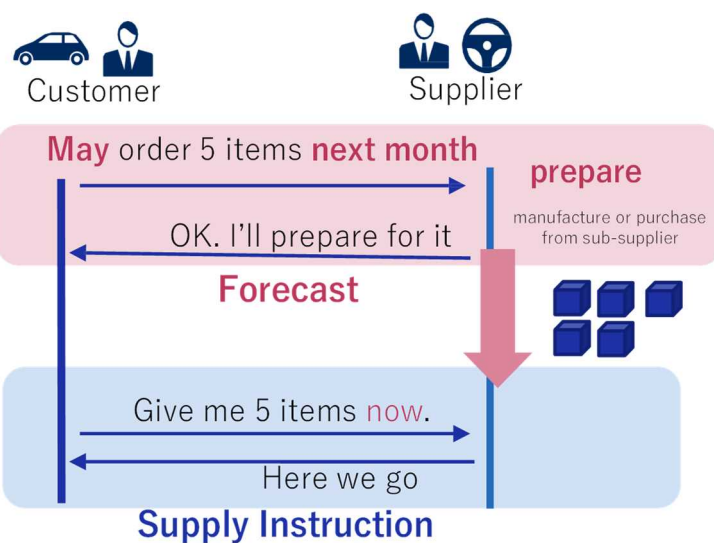 Customer
Supplier
May order 5 items next month
prepare
manufacture or purchase
from sub-supplier
OK. I'll prepare for it
Forecast
Give me 5 items now.
Here we go
Supply Instruction